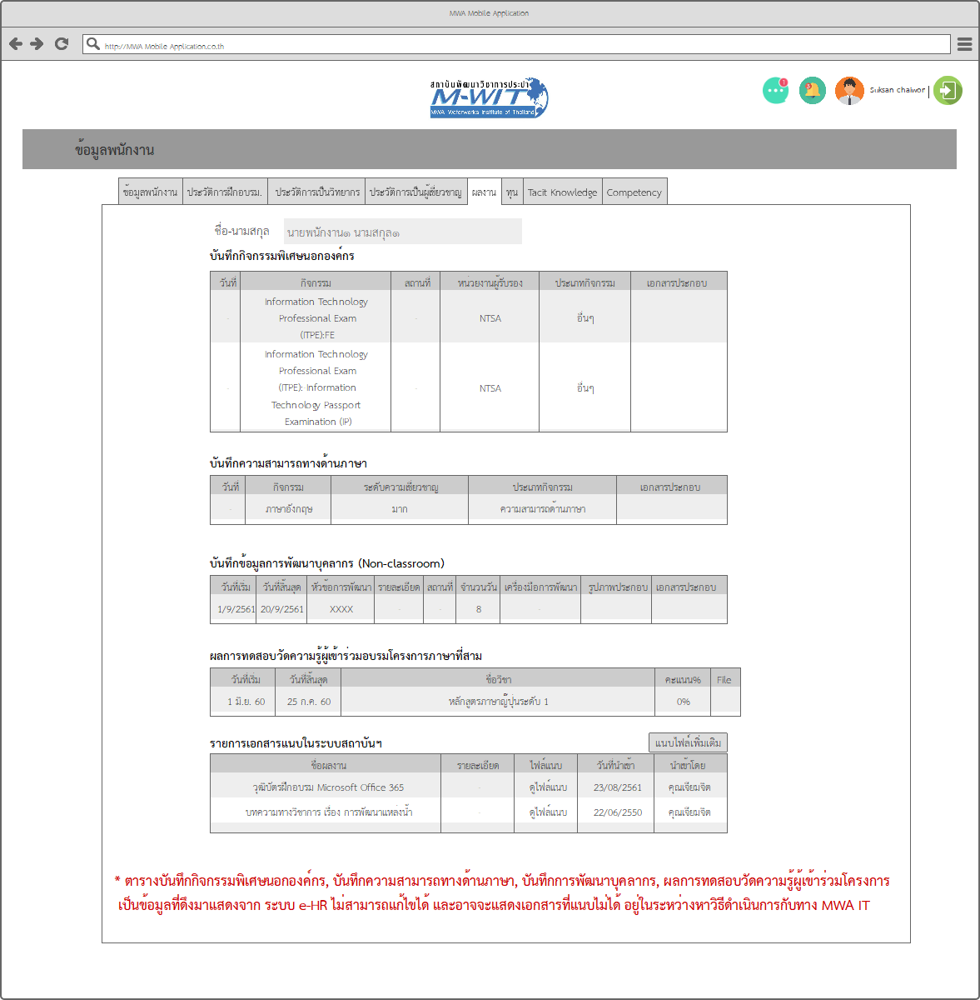 MWA Mobile Application
http://MWA Mobile Application.co.th
สถาบันพัฒนาวิชาการประปา
M-WIT
MWA Waterworks Institute of Thailand
1
3
Suksan chaiwon
ข้อมูลพนักงาน
ข้อมูลพนักงาน ประวัติการฝึกอบรม. ประวัติการเป็นวิทยากร ประวัติการเป็นผู้เชี่ยวชาญ ผลงาน ทุน Tacit Knowledge Competency
ชื่อ-นามสกุล นายพนักงาน๑ นามสกุล๑
บันทึกกิจกรรมพิเศษนอกองค์กร
วันที่ กิจกรรม สถานที่ หน่วยงานผู้รับรอง ประเภทกิจกรรม เอกสารประกอบ
Information Technology
Professional Exam
(ITPE):FE
- - NTSA อื่นๆ
Information Technology
Professional Exam
(ITPE): Information
Technology Passport
Examination (IP)
- - NTSA อื่นๆ
บันทึกความสามารถทางด้านภาษา
วันที่ กิจกรรม ระดับความเชี่ยวชาญ ประเภทกิจกรรม เอกสารประกอบ
- ภาษาอังกฤษ มาก ความสามารถด้านภาษา
บันทึกข้อมูลการพัฒนาบุคลากร (Non-classroom)
วันที่เริ่ม วันที่สิ้นสุด หัวข้อการพัฒนา รายละเอียด สถานที่ จำนวนวัน เครื่องมือการพัฒนา รูปภาพประกอบ เอกสารประกอบ
1/9/2561 20/9/2561 XXXX - - 8 -
ผลการทดสอบวัดความรู้ผู้เข้าร่วมอบรมโครงการภาษาที่สาม
วันที่เริ่ม วันที่สิ้นสุด ชื่อวิชา คะแนน% File
1 มิ.ย. 60 25 ก.ค. 60 หลักสูตรภาษาญี่ปุ่นระดับ 1 0%
รายการเอกสารแนบในระบบสถาบันฯ แนบไฟล์เพิ่มเติม
ชื่อผลงาน รายละเอียด ไฟล์แนบ วันที่นำเข้า นำเข้าโดย
วุฒิบัตรฝึกอบรม Microsoft Office 365 - ดูไฟล์แนบ 23/08/2561 คุณเจียมจิต
บทความทางวิชาการ เรื่อง การพัฒนาแหล่งน้ำ - ดูไฟล์แนบ 22/06/2550 คุณเจียมจิต
* ตารางบันทึกกิจกรรมพิเศษนอกองค์กร, บันทึกความสามารถทางด้านภาษา, บันทึกการพัฒนาบุคลากร, ผลการทดสอบวัดความรู้ผู้เข้าร่วมโครงการ
เป็นข้อมูลที่ดึงมาแสดงจาก ระบบ e-HR ไม่สามารถแก้ไขได้ และอาจจะแสดงเอกสารที่แนบไม่ได้ อยู่ในระหว่างหาวิธีดำเนินการกับทาง MWA IT